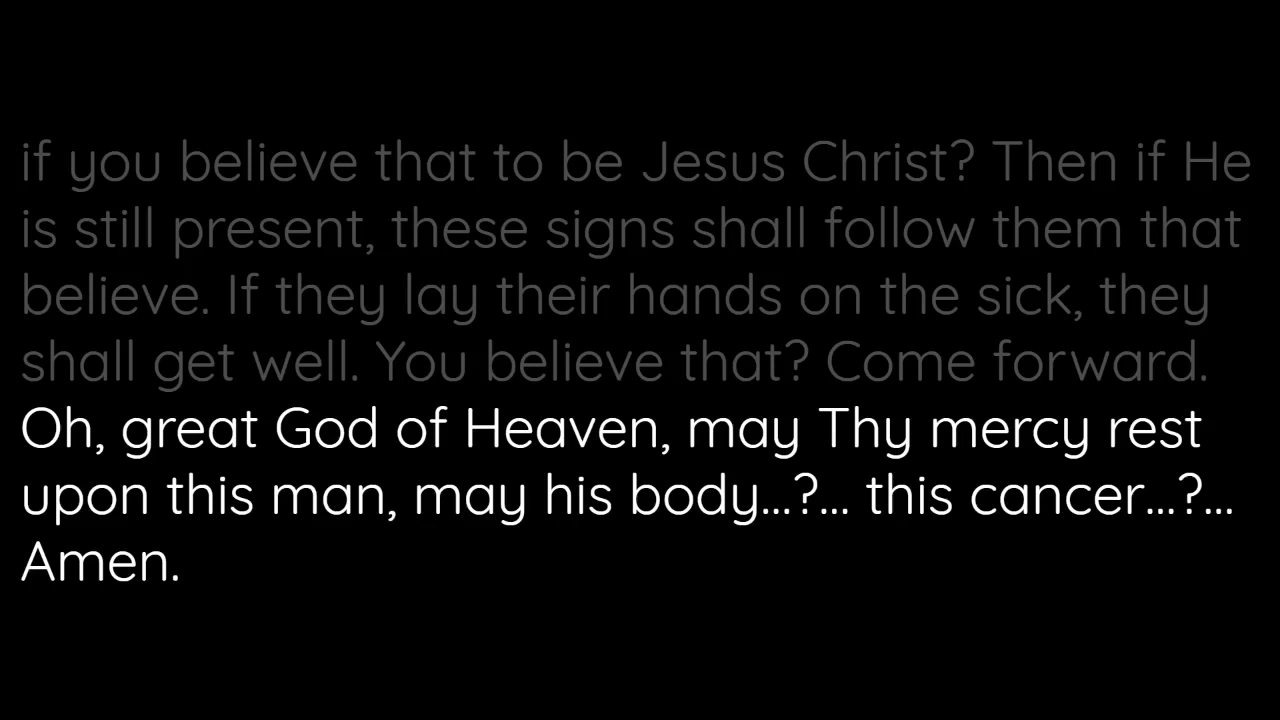 if you believe that to be Jesus Christ? Then if He
is still present, these signs shall follow them that
believe. If they lay their hands on the sick, they
shall get well. You believe that? Come forward.
Oh, great God of Heaven, may Thy mercy rest
upon this man, may his body...?... this cancer...?...
Amen.